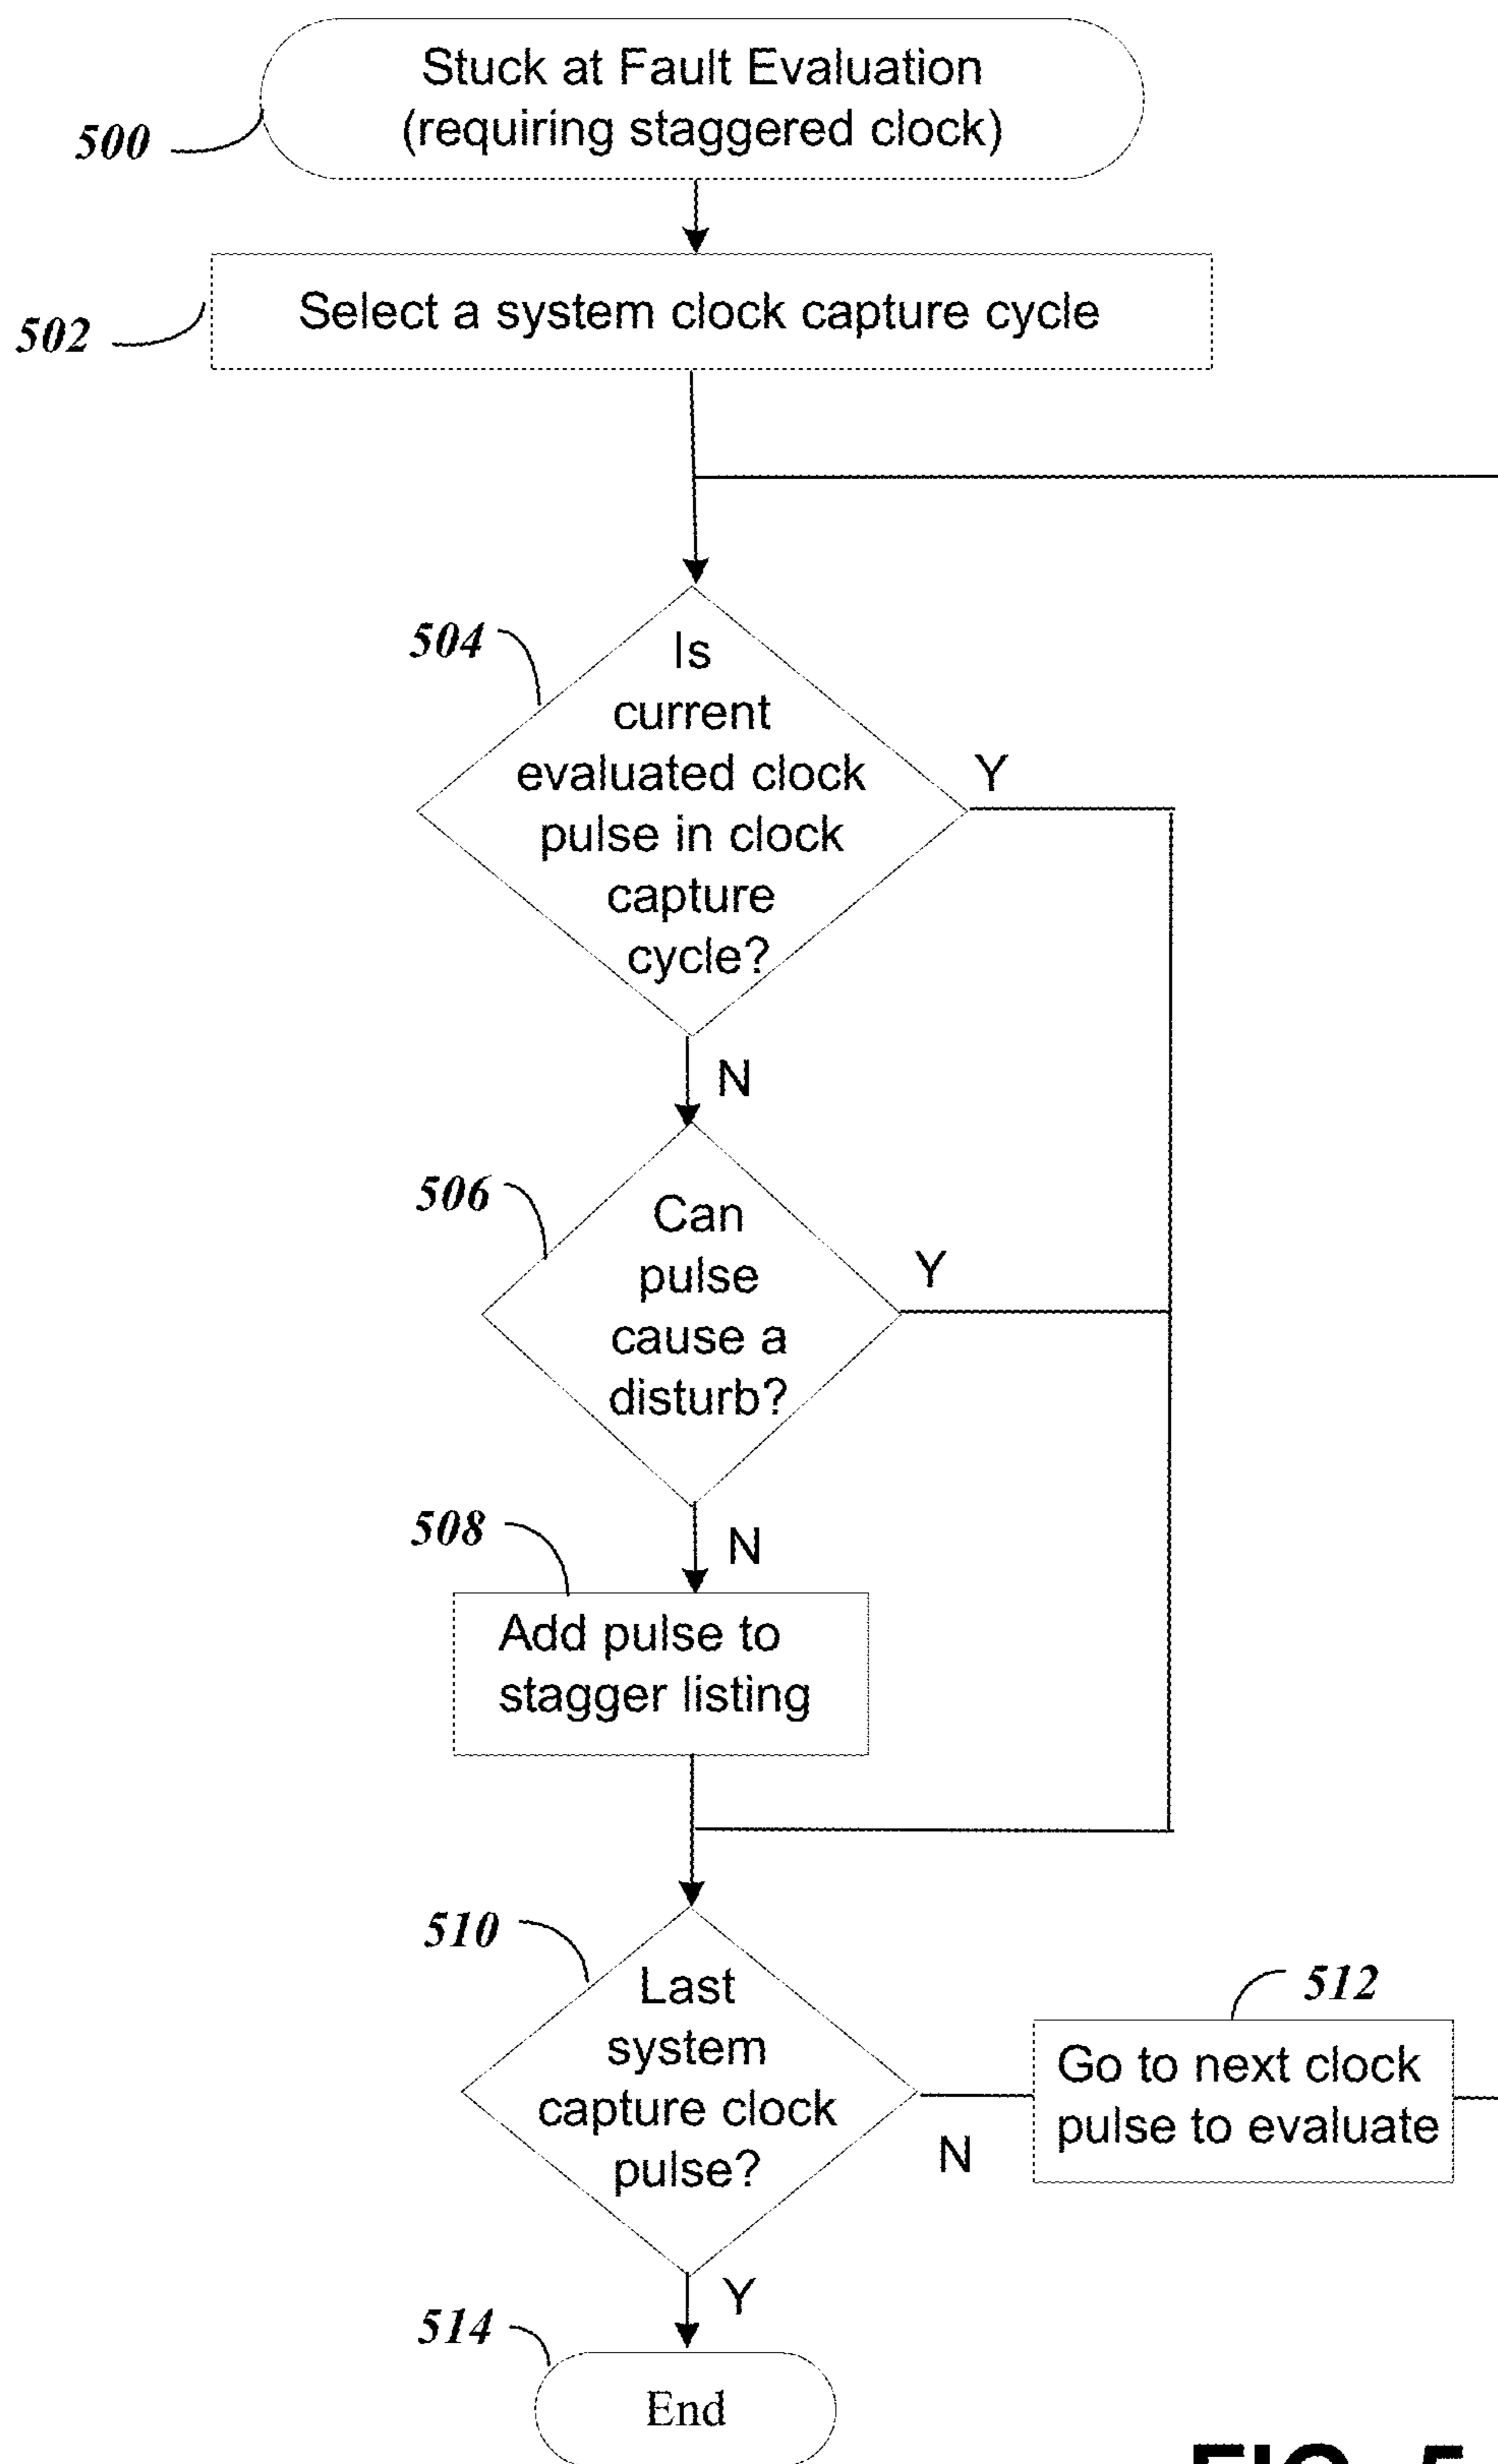 Stuck at Fault Evaluation
(requiring staggered clock)
500
Select a system clock capture cycle
502
504
Is
current
evaluated clock
pulse in clock
capture
cycle?
Y
N
506
Can
pulse
cause a
disturb?
Y
N
508
Add pulse to
stagger listing
510
Last
system
capture clock
pulse?
N
512
Go to next clock
pulse to evaluate
Y
514
End
FIG. 5